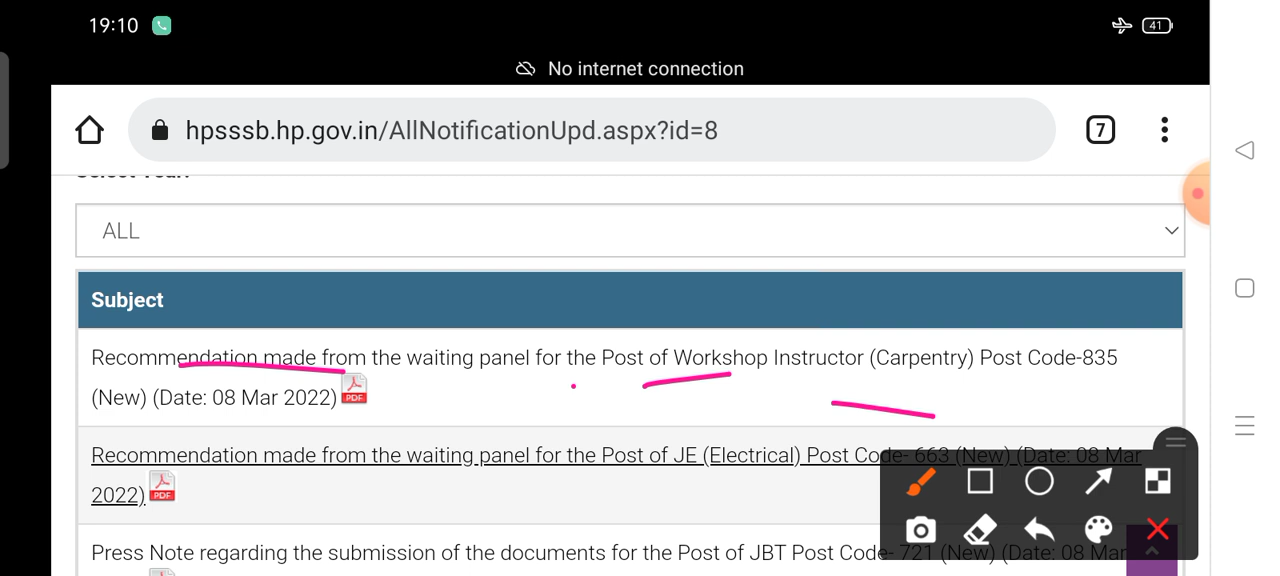 19:10
41
No internet connection
hpsssb.hp.gov.in/AllNotificationUpd.aspx?id=8
7
Select Year:
ALL
Subject
Recommendation made from the waiting panel for the Post of Workshop Instructor (Carpentry) Post Code-835
(New) (Date: 08 Mar 2022)
PDF
Recommendation made from the waiting panel for the Post of JE (Electrical) Post Code- 663 (New) (Date: 08 Mar
2022)
PDF
Press Note regarding the submission of the documents for the Post of JBT Post Code- 721 (New) (Date: 08 Mar